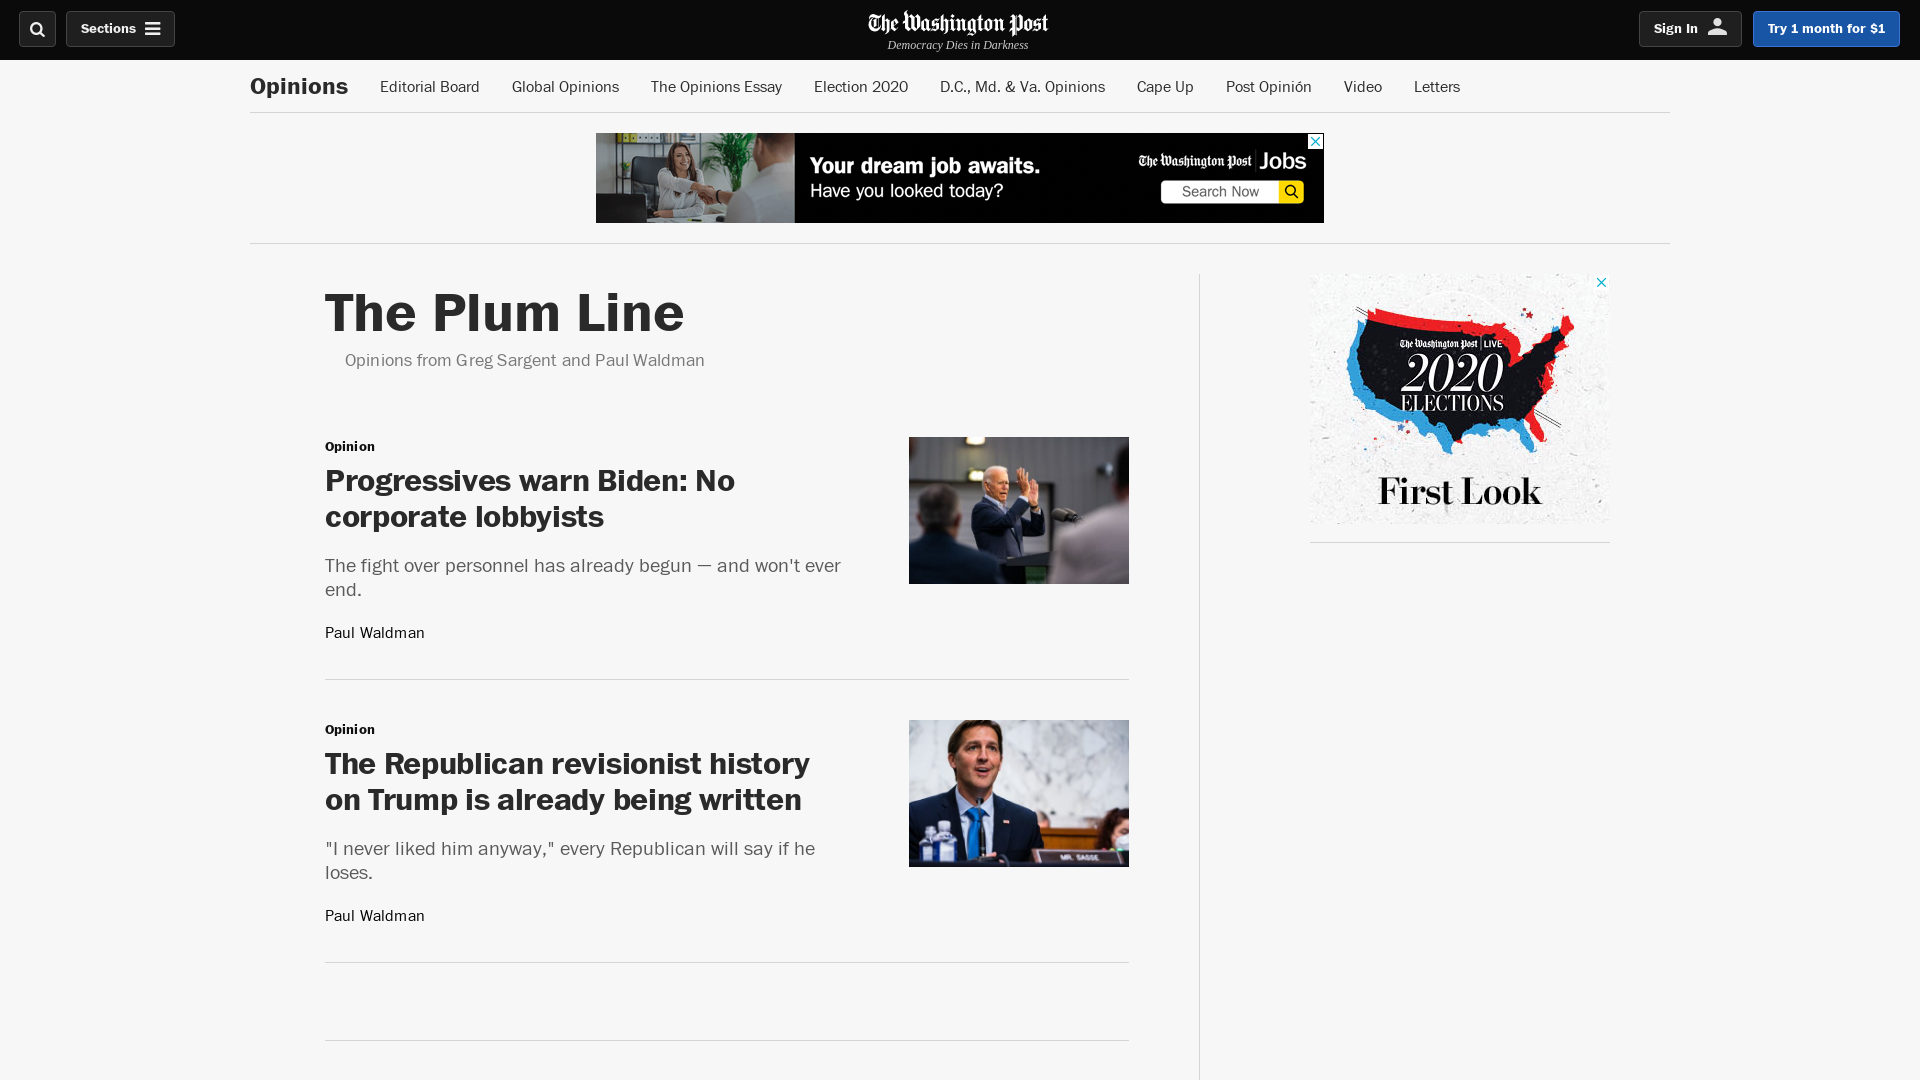 Sections
The Washington Post
Democracy Dies in Darkness
Sign In
Try 1 month for $1
Opinions
Editorial Board
Global Opinions
The Opinions Essay
Election 2020
D.C., Md. & Va. Opinions
Cape Up
Post Opinión
Video
Letters
Your dream job awaits.
Have you looked today?
The Washington Post Jobs
Search Now
The Plum Line
Opinions from Greg Sargent and Paul Waldman
Opinion
Progressives warn Biden: No
corporate lobbyists
The fight over personnel has already begun — and won't ever
end.
Paul Waldman
Opinion
The Republican revisionist history
on Trump is already being written
"I never liked him anyway," every Republican will say if he
loses.
Paul Waldman
MR. SASSE
The Washington Post LIVE
2020
ELECTIONS
First Look